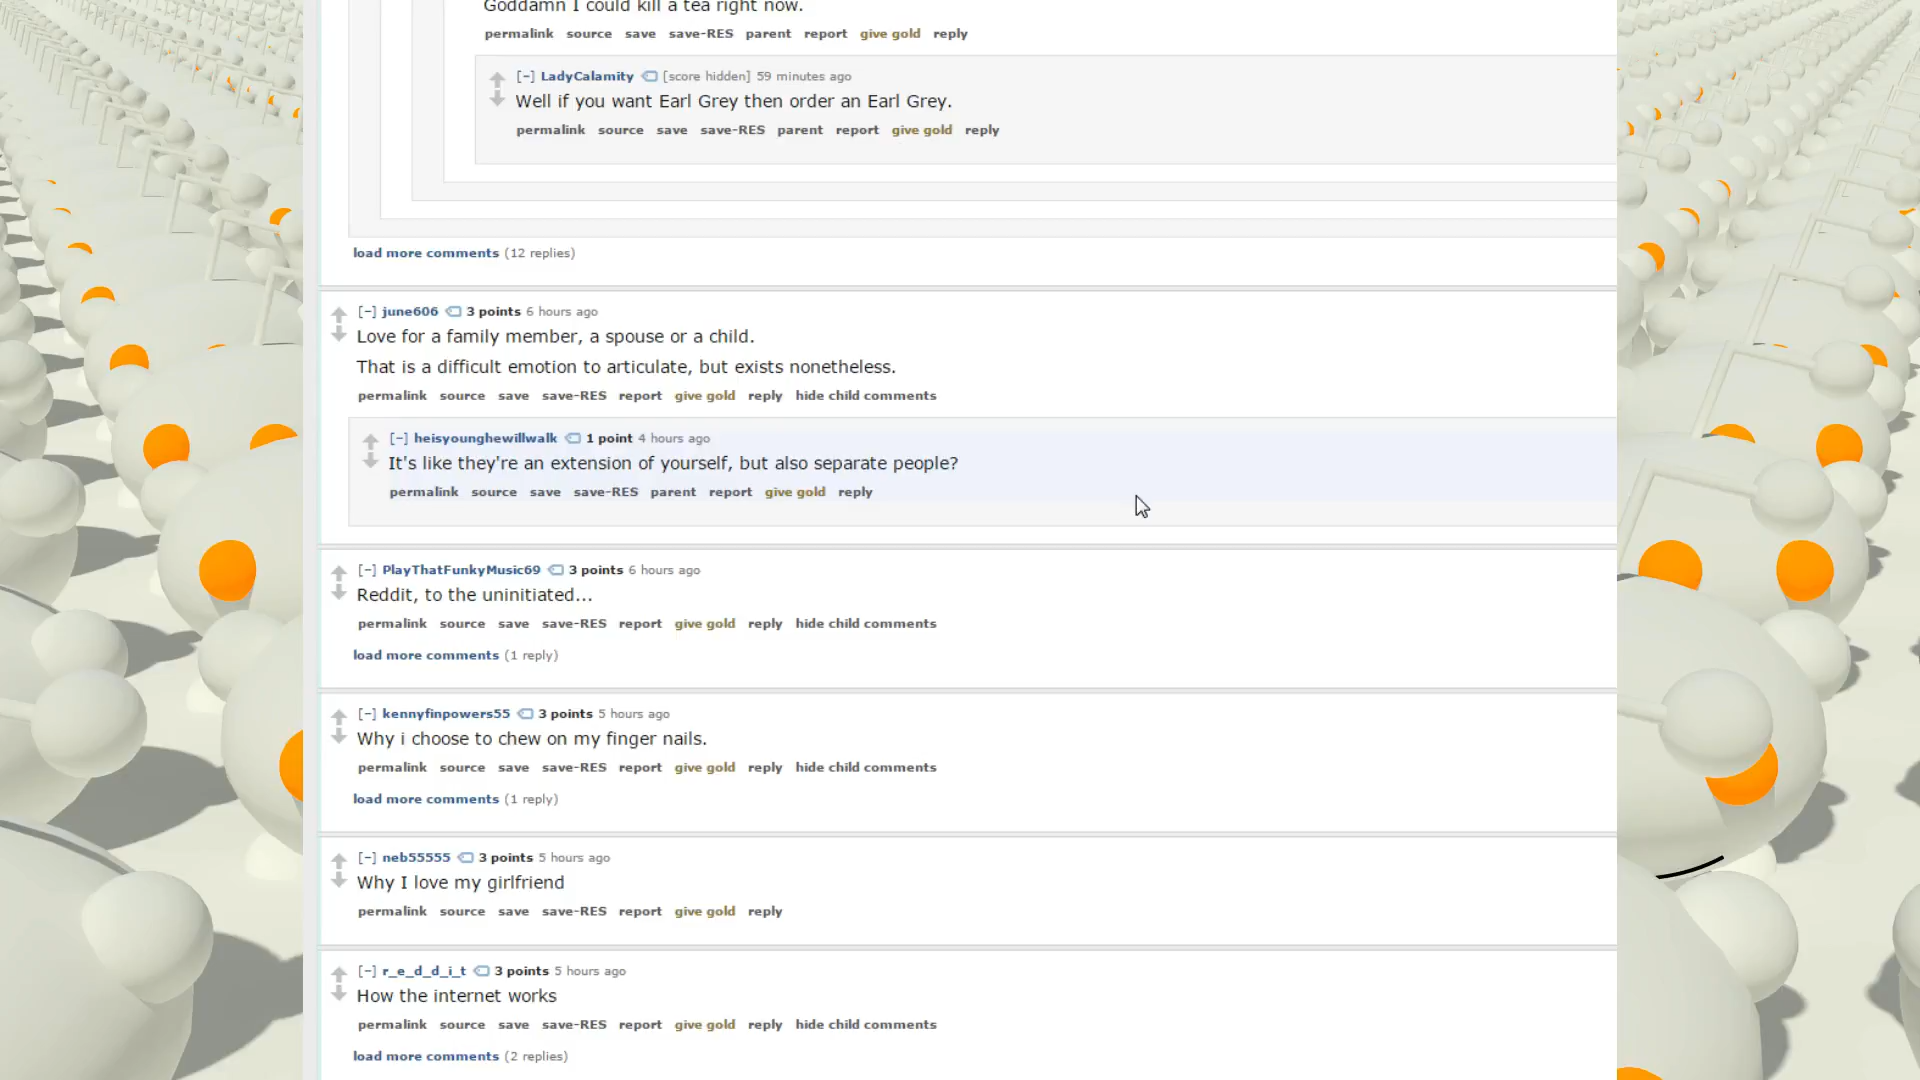 Goddamn I could kill a tea right now.
permalink source save save-RES parent report give gold reply
[-] LadyCalamity [score hidden] 59 minutes ago
Well if you want Earl Grey then order an Earl Grey.
permalink source save save-RES parent report give gold reply
load more comments (12 replies)
[-] june606 3 points 6 hours ago
Love for a family member, a spouse or a child.
That is a difficult emotion to articulate, but exists nonetheless.
permalink source save save-RES report give gold reply hide child comments
[-] heisyounghewillwalk 1 point 4 hours ago
It's like they're an extension of yourself, but also separate people?
permalink source save save-RES parent report give gold reply
[-] PlayThatFunkyMusic69 3 points 6 hours ago
Reddit, to the uninitiated...
permalink source save save-RES report give gold reply hide child comments
load more comments (1 reply)
[-] kennyfinpowers55 3 points 5 hours ago
Why i choose to chew on my finger nails.
permalink source save save-RES report give gold reply hide child comments
load more comments (1 reply)
[-] neb55555 3 points 5 hours ago
Why I love my girlfriend
permalink source save save-RES report give gold reply
[-] r_e_d_d_i_t 3 points 5 hours ago
How the internet works
permalink source save save-RES report give gold reply hide child comments
load more comments (2 replies)